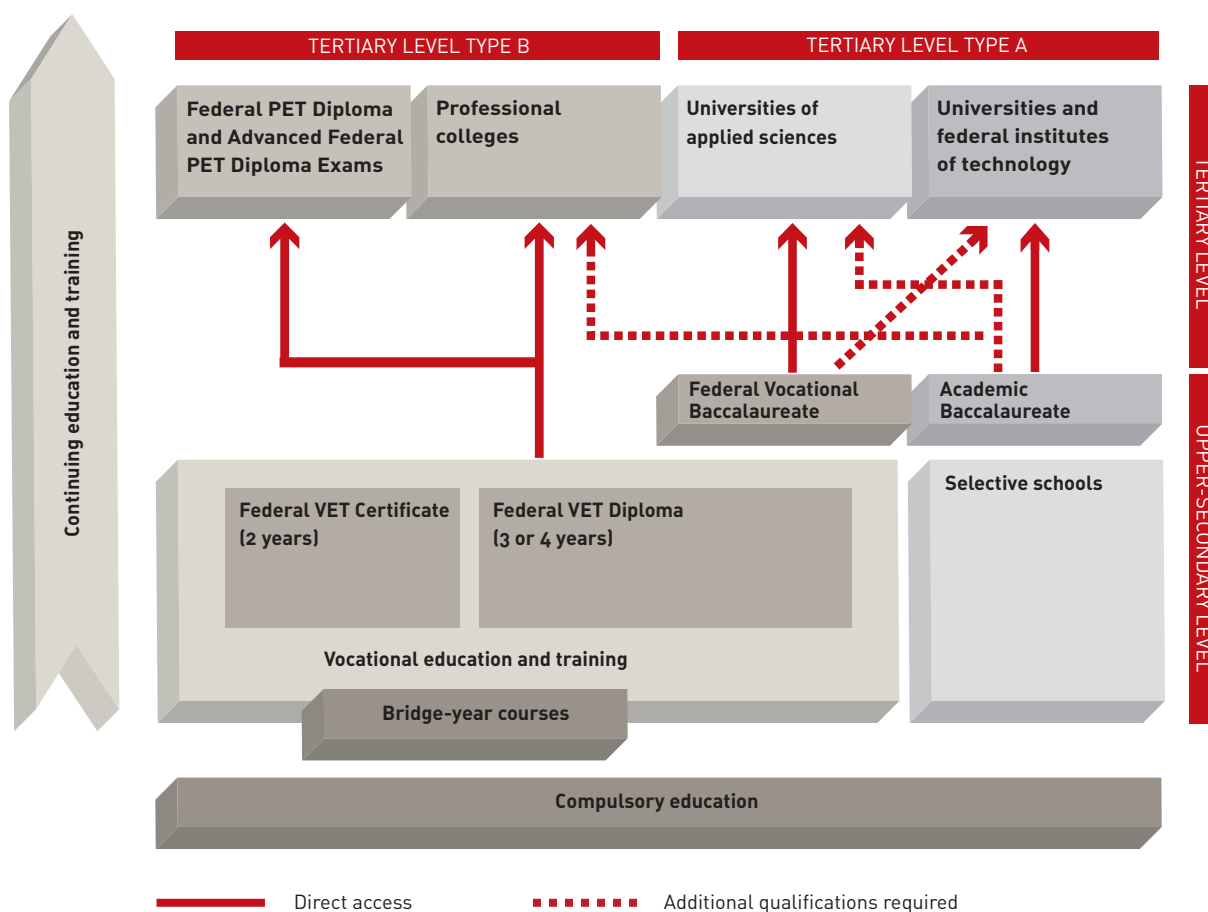 TERTIARY LEVEL TYPE B
TERTIARY LEVEL TYPE A
Federal PET Diploma
and Advanced Federal
PET Diploma Exams
Professional
colleges
Universities of
applied sciences
Universities and
federal institutes
of technology
TERTIARY LEVEL
Continuing education and training
Federal Vocational
Baccalaureate
Academic
Baccalaureate
UPPER-SECONDARY LEVEL
Federal VET Certificate
(2 years)
Federal VET Diploma
(3 or 4 years)
Selective schools
Vocational education and training
Bridge-year courses
Compulsory education
Direct access
Additional qualifications required